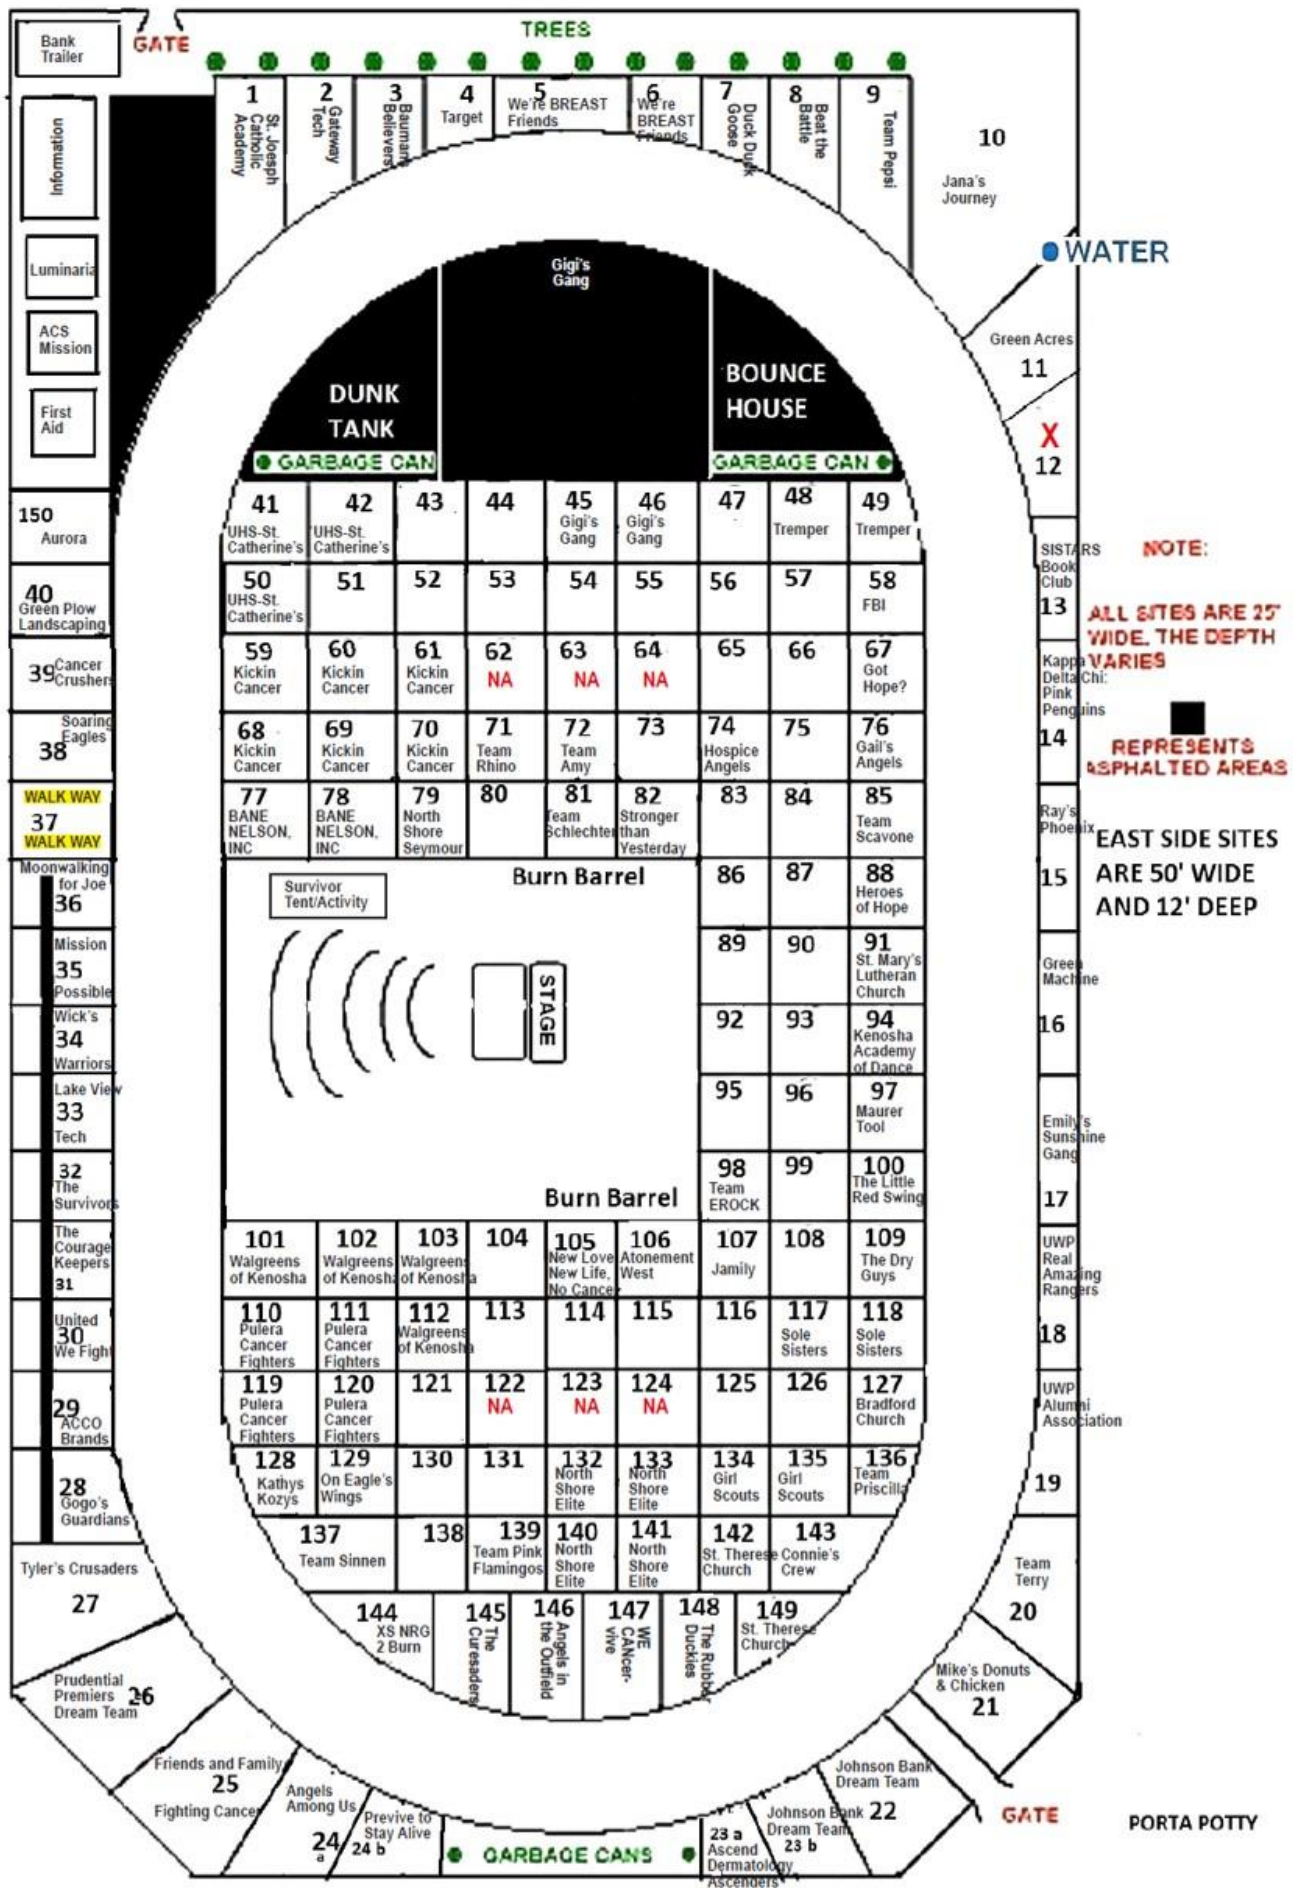 Bank
Trailer
GATE
TREES
1
St. Joesph
Catholic
Academy
2
Gateway
Tech
3
Bauman
Believers
4
Target
5
We're BREAST
Friends
6
We're
BREAST
Friends
7
Duck Duck
Goose
8
Beat the
Battle
9
Team Pepsi
10
Jana's
Journey
Information
Luminaria
ACS
Mission
First
Aid
WATER
Gigi's
Gang
DUNK
TANK
BOUNCE
HOUSE
GARBAGE CAN
GARBAGE CAN
Green Acres
11
X
12
150
Aurora
40
Green Plow
Landscaping
39
Cancer
Crushers
Soaring
Eagles
38
WALK WAY
37
WALK WAY
Moonwalking
for Joe
36
Mission
35
Possible
Wick's
34
Warriors
Lake View
33
Tech
32
The
Survivors
The
Courage
Keepers
31
United
30
We Fight
29
ACCO
Brands
28
Gogo's
Guardians
Tyler's Crusaders
27
Prudential
Premiers
Dream Team
26
Friends and Family
25
Fighting Cancer
Angels
Among Us
24
a
Previve to
Stay Alive
24 b
GARBAGE CANS
23 a
Ascend
Dermatology
Ascenders
Johnson Bank
Dream Team
23 b
Johnson Bank
Dream Team
22
Mike's Donuts
& Chicken
21
Team
Terry
20
GATE
PORTA POTTY
41
UHS-St.
Catherine's
42
UHS-St.
Catherine's
43
44
45
Gigi's
Gang
46
Gigi's
Gang
47
48
Tremper
49
Tremper
50
UHS-St.
Catherine's
51
52
53
54
55
56
57
58
FBI
59
Kickin
Cancer
60
Kickin
Cancer
61
Kickin
Cancer
62
NA
63
NA
64
NA
65
66
67
Got
Hope?
68
Kickin
Cancer
69
Kickin
Cancer
70
Kickin
Cancer
71
Team
Rhino
72
Team
Amy
73
74
Hospice
Angels
75
76
Gail's
Angels
77
BANE
NELSON,
INC
78
BANE
NELSON,
INC
79
North
Shore
Seymour
80
81
Team
Schlechter
82
Stronger
than
Yesterday
83
84
85
Team
Scavone
Burn Barrel
Survivor
Tent/Activity
STAGE
Burn Barrel
86
87
88
Heroes
of Hope
89
90
91
St. Mary's
Lutheran
Church
92
93
94
Kenosha
Academy
of Dance
95
96
97
Maurer
Tool
98
Team
EROCK
99
100
The Little
Red Swing
101
Walgreens
of Kenosha
102
Walgreens
of Kenosha
103
Walgreens
of Kenosha
104
105
New Love
New Life,
No Cancer
106
Atonement
West
107
Jamily
108
109
The Dry
Guys
110
Pulera
Cancer
Fighters
111
Pulera
Cancer
Fighters
112
Walgreens
of Kenosha
113
114
115
116
117
Sole
Sisters
118
Sole
Sisters
119
Pulera
Cancer
Fighters
120
Pulera
Cancer
Fighters
121
122
NA
123
NA
124
NA
125
126
127
Bradford
Church
128
Kathys
Kozys
129
On Eagle's
Wings
130
131
132
North
Shore
Elite
133
North
Shore
Elite
134
Girl
Scouts
135
Girl
Scouts
136
Team
Priscilla
137
Team Sinnen
138
139
Team Pink
Flamingos
140
North
Shore
Elite
141
North
Shore
Elite
142
St. Therese
Church
143
Connie's
Crew
144
XS NRG
2 Burn
145
The
Curesaders
146
Angels in
the Outfield
147
WE
CANcer-
vive
148
The Rubber
Duckies
149
St. Therese
Church
SISTARS
Book
Club
13
Kappa
Delta Chi:
Pink
Penguins
14
Ray's
Phoenix
15
Green
Machine
16
Emily's
Sunshine
Gang
17
UWP
Real
Amazing
Rangers
18
UWP
Alumni
Association
19
NOTE:
ALL SITES ARE 25'
WIDE. THE DEPTH
VARIES
REPRESENTS
ASPHALTED AREAS
EAST SIDE SITES
ARE 50' WIDE
AND 12' DEEP